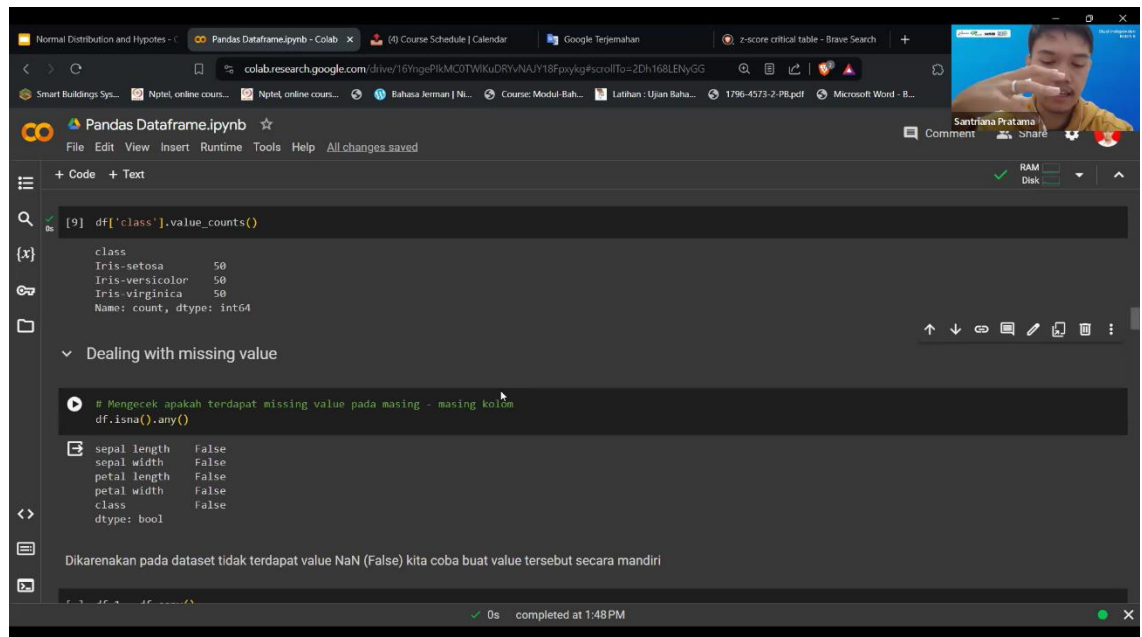 Normal Distribution and Hypotes - C
Pandas Dataframe.ipynb - Colab
(4) Course Schedule | Calendar
Google Terjemahan
z-score critical table - Brave Search
colab.research.google.com/drive/16YngePIkMC0TWlKuDRYvNAJY18Fpxykg#scrollTo=2Dh168LENyGG
Smart Buildings Sys...
Nptel, online cours...
Nptel, online cours...
Bahasa Jerman | Ni...
Course: Modul-Bah...
Latihan : Ujian Baha...
1796-4573-2-PB.pdf
Microsoft Word - B...
Santriana Pratama
Pandas Dataframe.ipynb
File Edit View Insert Runtime Tools Help All changes saved
Comment
Share
+ Code + Text
RAM
Disk
[9] df['class'].value_counts()
0s
class
Iris-setosa 50
Iris-versicolor 50
Iris-virginica 50
Name: count, dtype: int64
Dealing with missing value
# Mengecek apakah terdapat missing value pada masing - masing kolom
df.isna().any()
sepal length False
sepal width False
petal length False
petal width False
class False
dtype: bool
Dikarenakan pada dataset tidak terdapat value NaN (False) kita coba buat value tersebut secara mandiri
0s completed at 1:48 PM